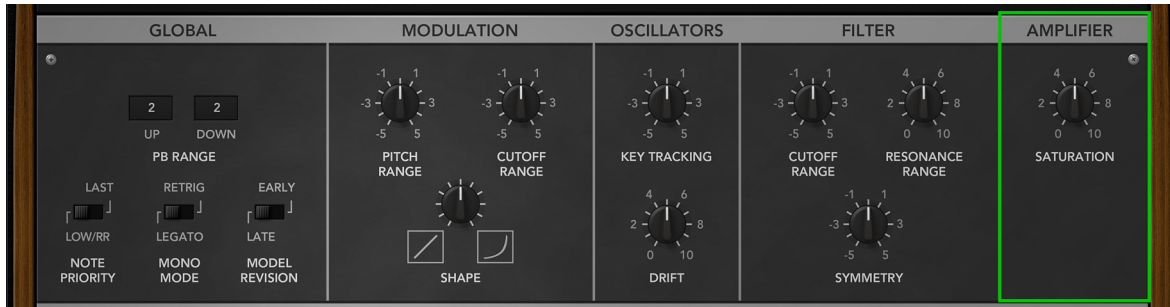 GLOBAL
MODULATION
OSCILLATORS
FILTER
AMPLIFIER
2 2
UP DOWN
PB RANGE
LAST RETRIG EARLY
LOW/RR LEGATO LATE
NOTE PRIORITY
MONO MODE
MODEL REVISION
-1 1
-3 3
-5 5
PITCH
RANGE
-1 1
-3 3
-5 5
CUTOFF
RANGE
SHAPE
-1 1
-3 3
-5 5
KEY TRACKING
4 6
2 8
0 10
DRIFT
-1 1
-3 3
-5 5
CUTOFF
RANGE
4 6
2 8
0 10
RESONANCE
RANGE
-1 1
-3 3
-5 5
SYMMETRY
4 6
2 8
0 10
SATURATION